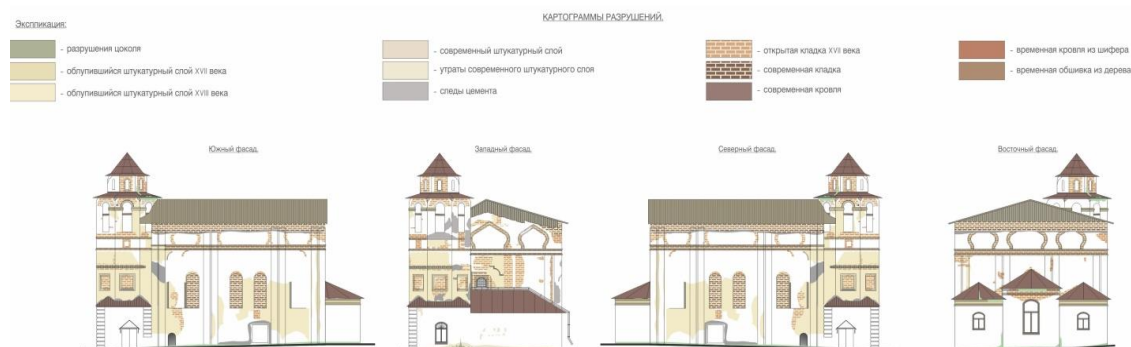 КАРТОГРАММЫ РАЗРУШЕНИЙ.
Экспликация:
- разрушения цоколя
- облупившийся штукатурный слой XVII века
- облупившийся штукатурный слой XVIII века
- современный штукатурный слой
- утраты современного штукатурного слоя
- следы цемента
- открытая кладка XVII века
- современная кладка
- современная кровля
- временная кровля из шифера
- временная обшивка из дерева
Южный фасад.
Западный фасад.
Северный фасад.
Восточный фасад.